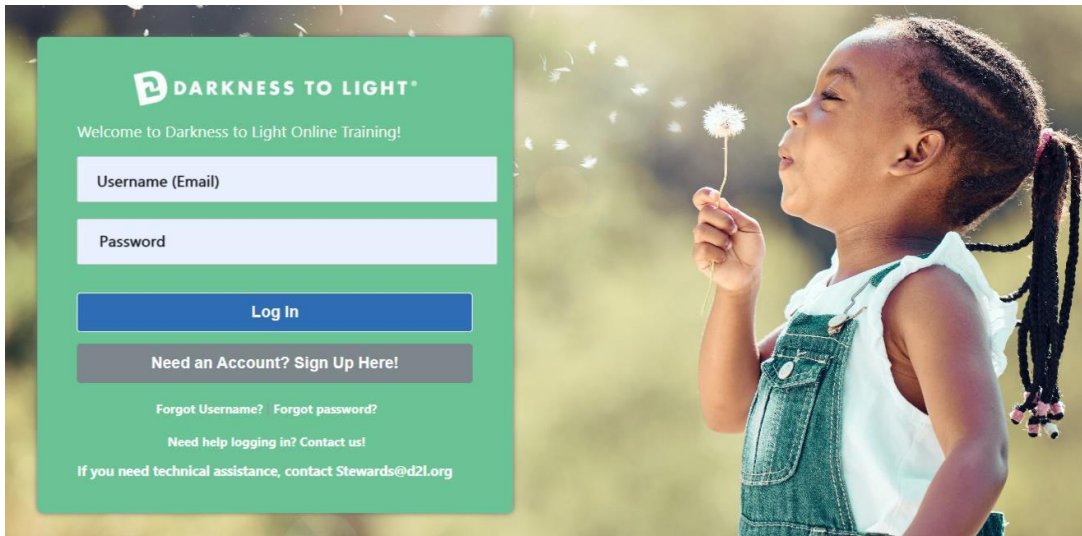 DARKNESS TO LIGHT®
Welcome to Darkness to Light Online Training!
Username (Email)
Password
Log In
Need an Account? Sign Up Here!
Forgot Username? | Forgot password?
Need help logging in? Contact us!
If you need technical assistance, contact Stewards@d2l.org